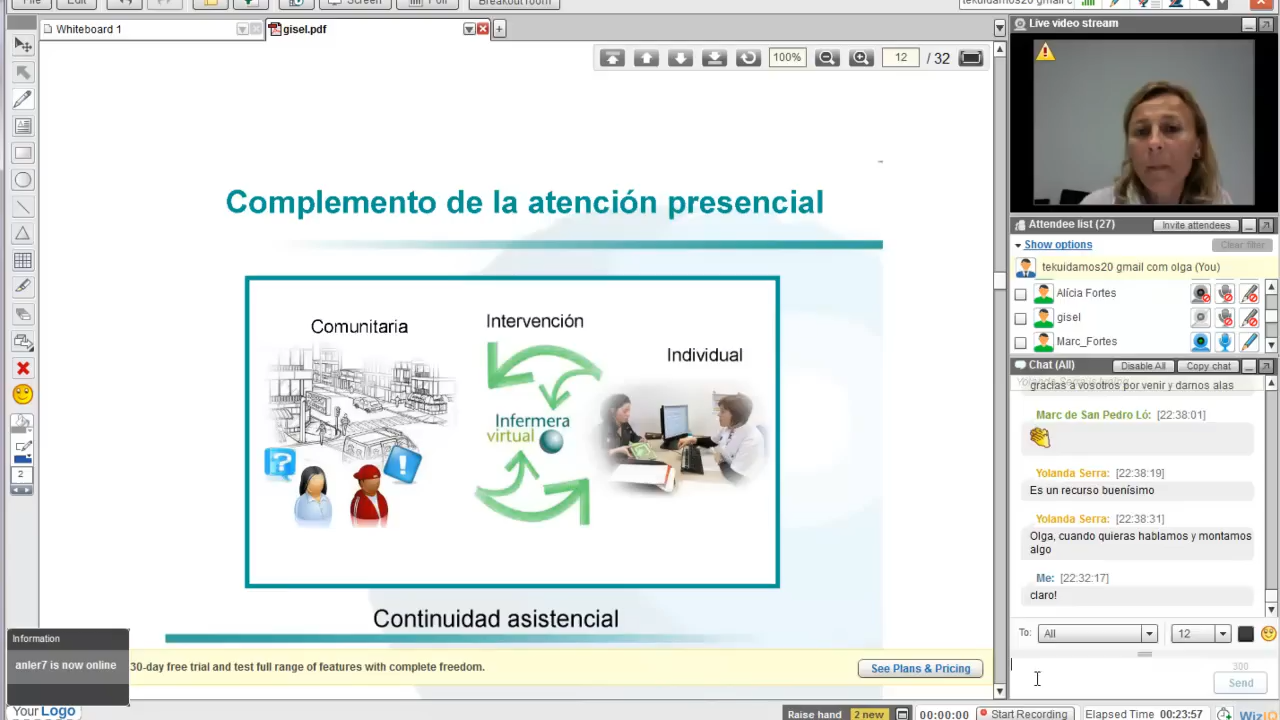 File
Edit
Screen
Poll
Breakout room
Whiteboard 1
gisel.pdf
100%
12
/ 32
Complemento de la atención presencial
Comunitaria
Intervención
Individual
Infermera
virtual
Continuidad asistencial
Information
anler7 is now online
30-day free trial and test full range of features with complete freedom.
See Plans & Pricing
Your Logo
Raise hand
2 new
00:00:00
Start Recording
Elapsed Time
00:23:57
WizIQ
2
Live video stream
Attendee list (27)
Invite attendees
Show options
Clear filter
tekuidamos20 gmail com olga (You)
Alícia Fortes
gisel
Marc_Fortes
Chat (All)
Disable All
Copy chat
gracias a vosotros por venir y darnos alas
Marc de San Pedro Ló: [22:38:01]
Yolanda Serra: [22:38:19]
Es un recurso buenísimo
Yolanda Serra: [22:38:31]
Olga, cuando quieras hablamos y montamos
algo
Me: [22:32:17]
claro!
To:
All
12
300
Send